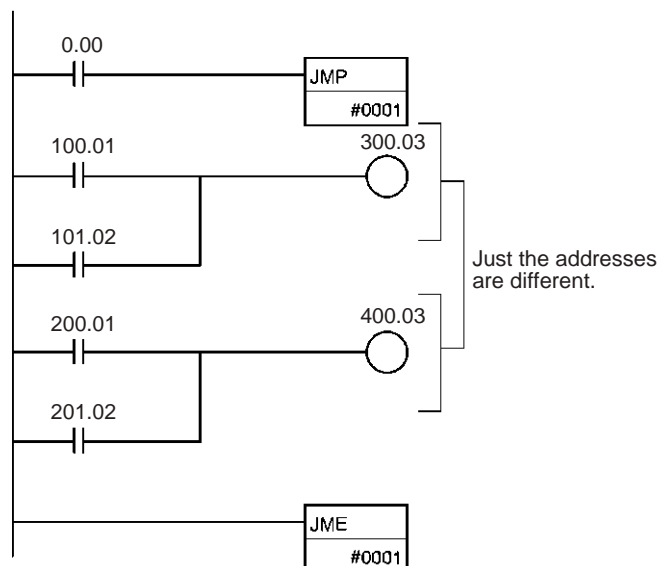 0.00
JMP
#0001
100.01
300.03
101.02
Just the addresses
are different.
200.01
400.03
201.02
JME
#0001